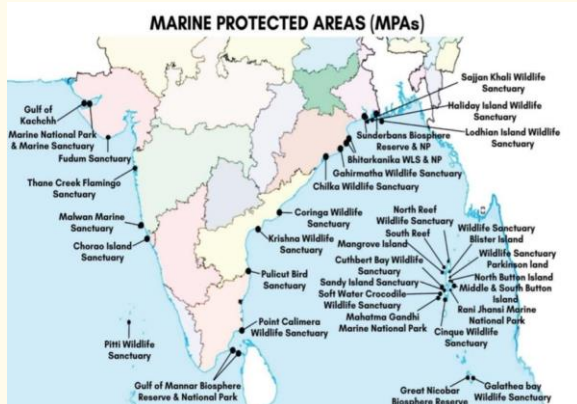 MARINE PROTECTED AREAS (MPAs)
Gulf of
Kachchh
Marine National Park
& Marine Sanctuary
Fudum Sanctuary
Thane Creek Flamingo
Sanctuary
Malwan Marine
Sanctuary
Chorao Island
Sanctuary
Pitti Wildlife
Sanctuary
Gulf of Mannar Biosphere
Reserve & National Park
Sajjan Khali Wildlife
Sanctuary
Haliday Island Wildlife
Sanctuary
Lodhian Island Wildlife
Sanctuary
Sunderbans Biosphere
Reserve & NP
Bhitarkanika WLS & NP
Gahirmatha Wildlife Sanctuary
Chilka Wildlife Sanctuary
Coringa Wildlife
Sanctuary
Krishna Wildlife
Sanctuary
Pulicut Bird
Sanctuary
Point Calimera
Wildlife Sanctuary
North Reef
Wildlife Sanctuary
South Reef
Mangrove Island
Cuthbert Bay Wildlife
Sanctuary
Sandy Island Sanctuary
Soft Water Crocodile
Wildlife Sanctuary
Mahatma Gandhi
Marine National Park
Wildlife Sanctuary
Blister Island
Wildlife Sanctuary
Parkinson land
North Button Island
Middle & South Button
Island
Rani Jhansi Marine
National Park
Cinque Wildlife
Sanctuary
Great Nicobar
Biosphere Reserve
Galathea bay
Wildlife Sanctuary